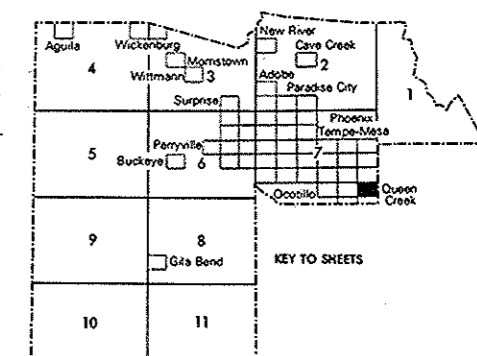 New River
Aguila
Wickenburg
Cave Creek
4
Morristown
2
Wittmann 3
Adobe
Paradise City
1
Surprise
Phoenix
Tempe-Mesa
5
Perryville
7
Buckeye 6
Ocotillo
Queen
Creek
9
8
KEY TO SHEETS
Gila Bend
10
11